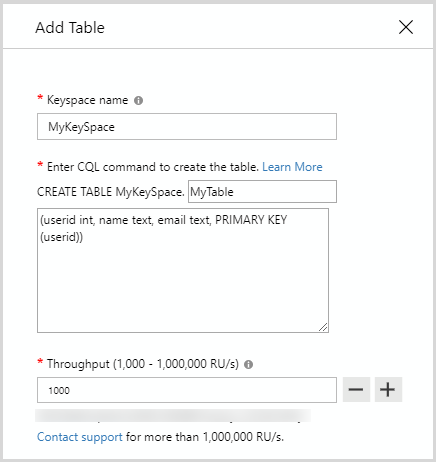 Add Table
* Keyspace name
MyKeySpace
* Enter CQL command to create the table. Learn More
CREATE TABLE MyKeySpace. MyTable
(userid int, name text, email text, PRIMARY KEY
(userid))
* Throughput (1,000 - 1,000,000 RU/s)
1000
Contact support for more than 1,000,000 RU/s.